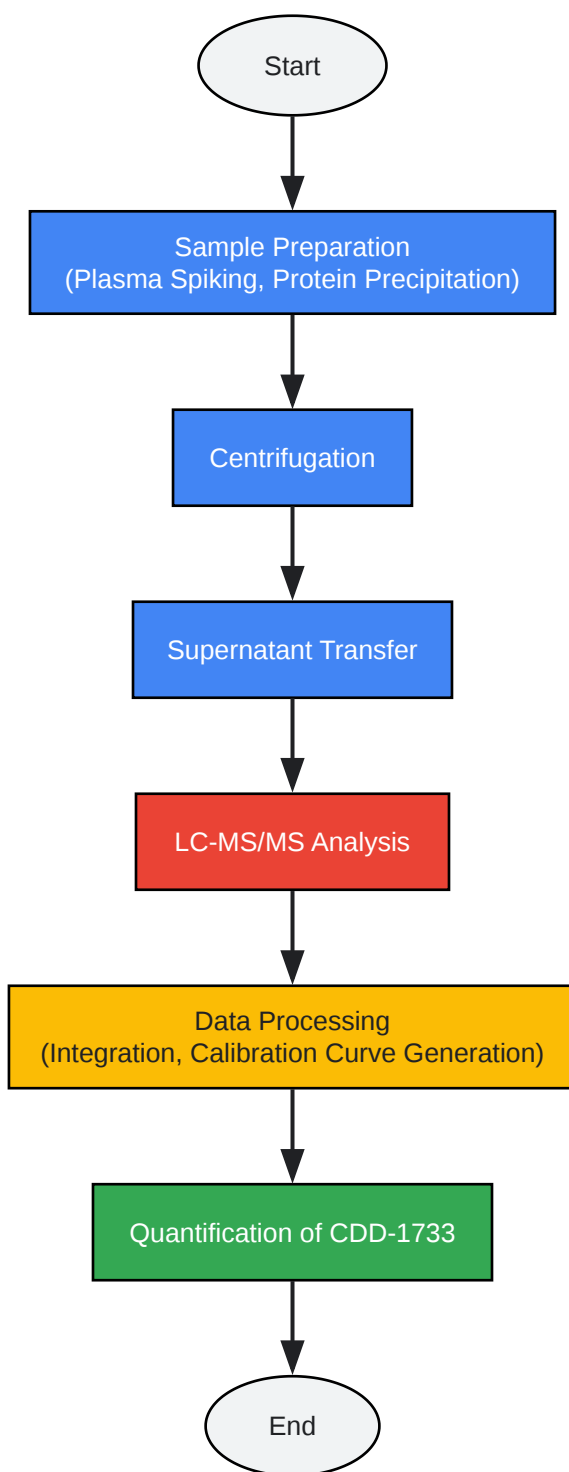 Start
Sample Preparation
(Plasma Spiking, Protein Precipitation)
Centrifugation
Supernatant Transfer
LC-MS/MS Analysis
Data Processing
(Integration, Calibration Curve Generation)
Quantification of CDD-1733
End